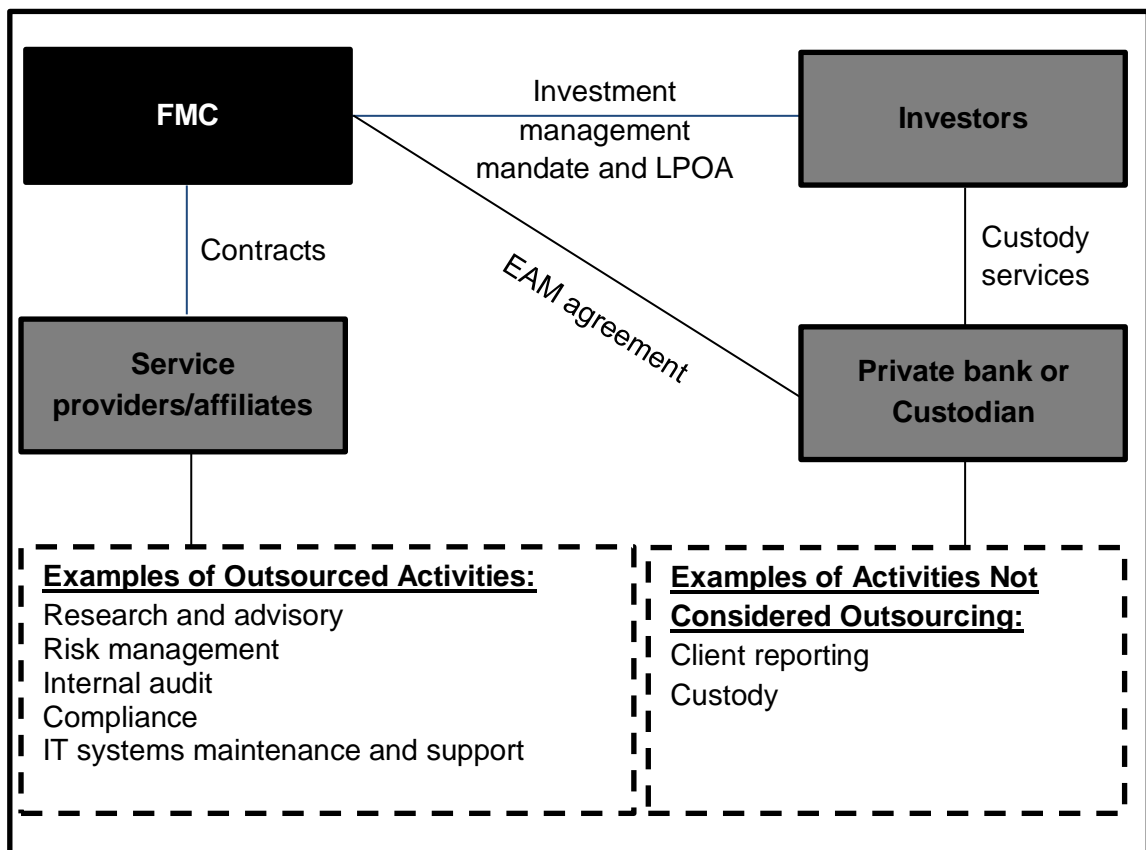 FMC
Investment
management
mandate and LPOA
Investors
Contracts
EAM agreement
Custody
services
Service
providers/affiliates
Private bank or
Custodian
Examples of Outsourced Activities:
Research and advisory
Risk management
Internal audit
Compliance
IT systems maintenance and support
Examples of Activities Not
Considered Outsourcing:
Client reporting
Custody